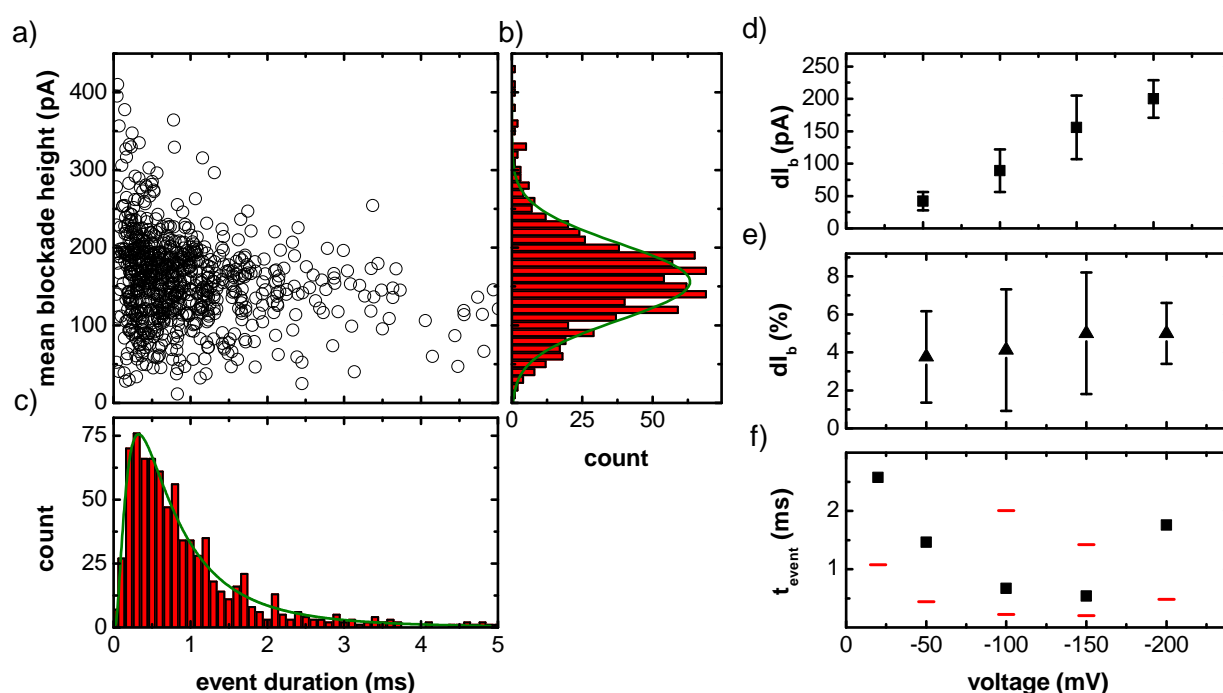 a)
mean blockade height (pA)
400
300
200
100
0
b)
0
25
50
count
c)
count
75
50
25
0
0
1
2
3
4
5
event duration (ms)
d)
dI_b (pA)
250
200
150
100
50
0
e)
dI_b (%)
8
6
4
2
0
f)
t_event (ms)
2
1
0
-50
-100
-150
-200
voltage (mV)